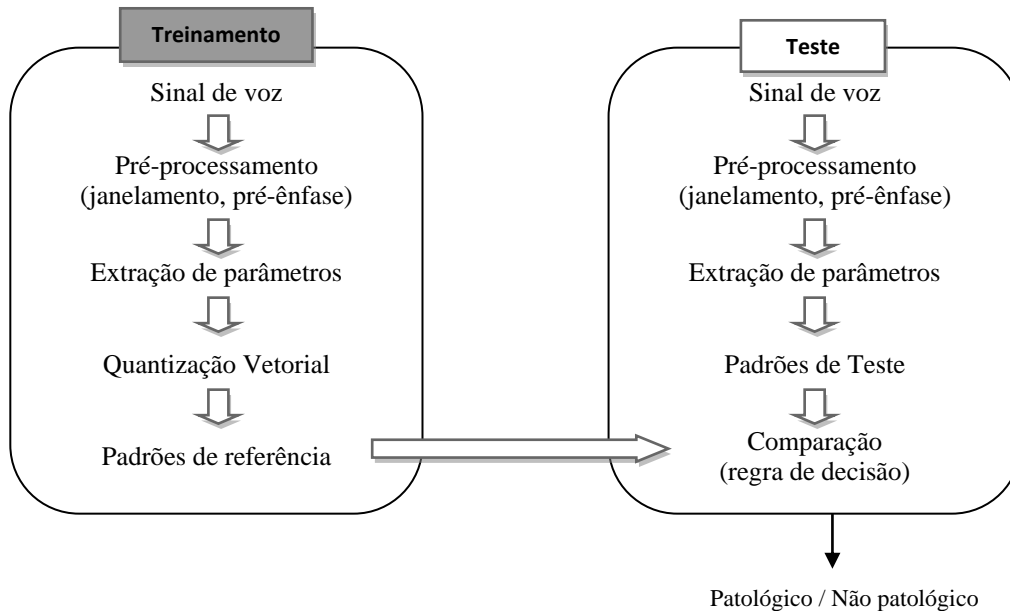 Treinamento
Sinal de voz
Pré-processamento
(janelamento, pré-ênfase)
Extração de parâmetros
Quantização Vetorial
Padrões de referência
Teste
Sinal de voz
Pré-processamento
(janelamento, pré-ênfase)
Extração de parâmetros
Padrões de Teste
Comparação
(regra de decisão)
Patológico / Não patológico